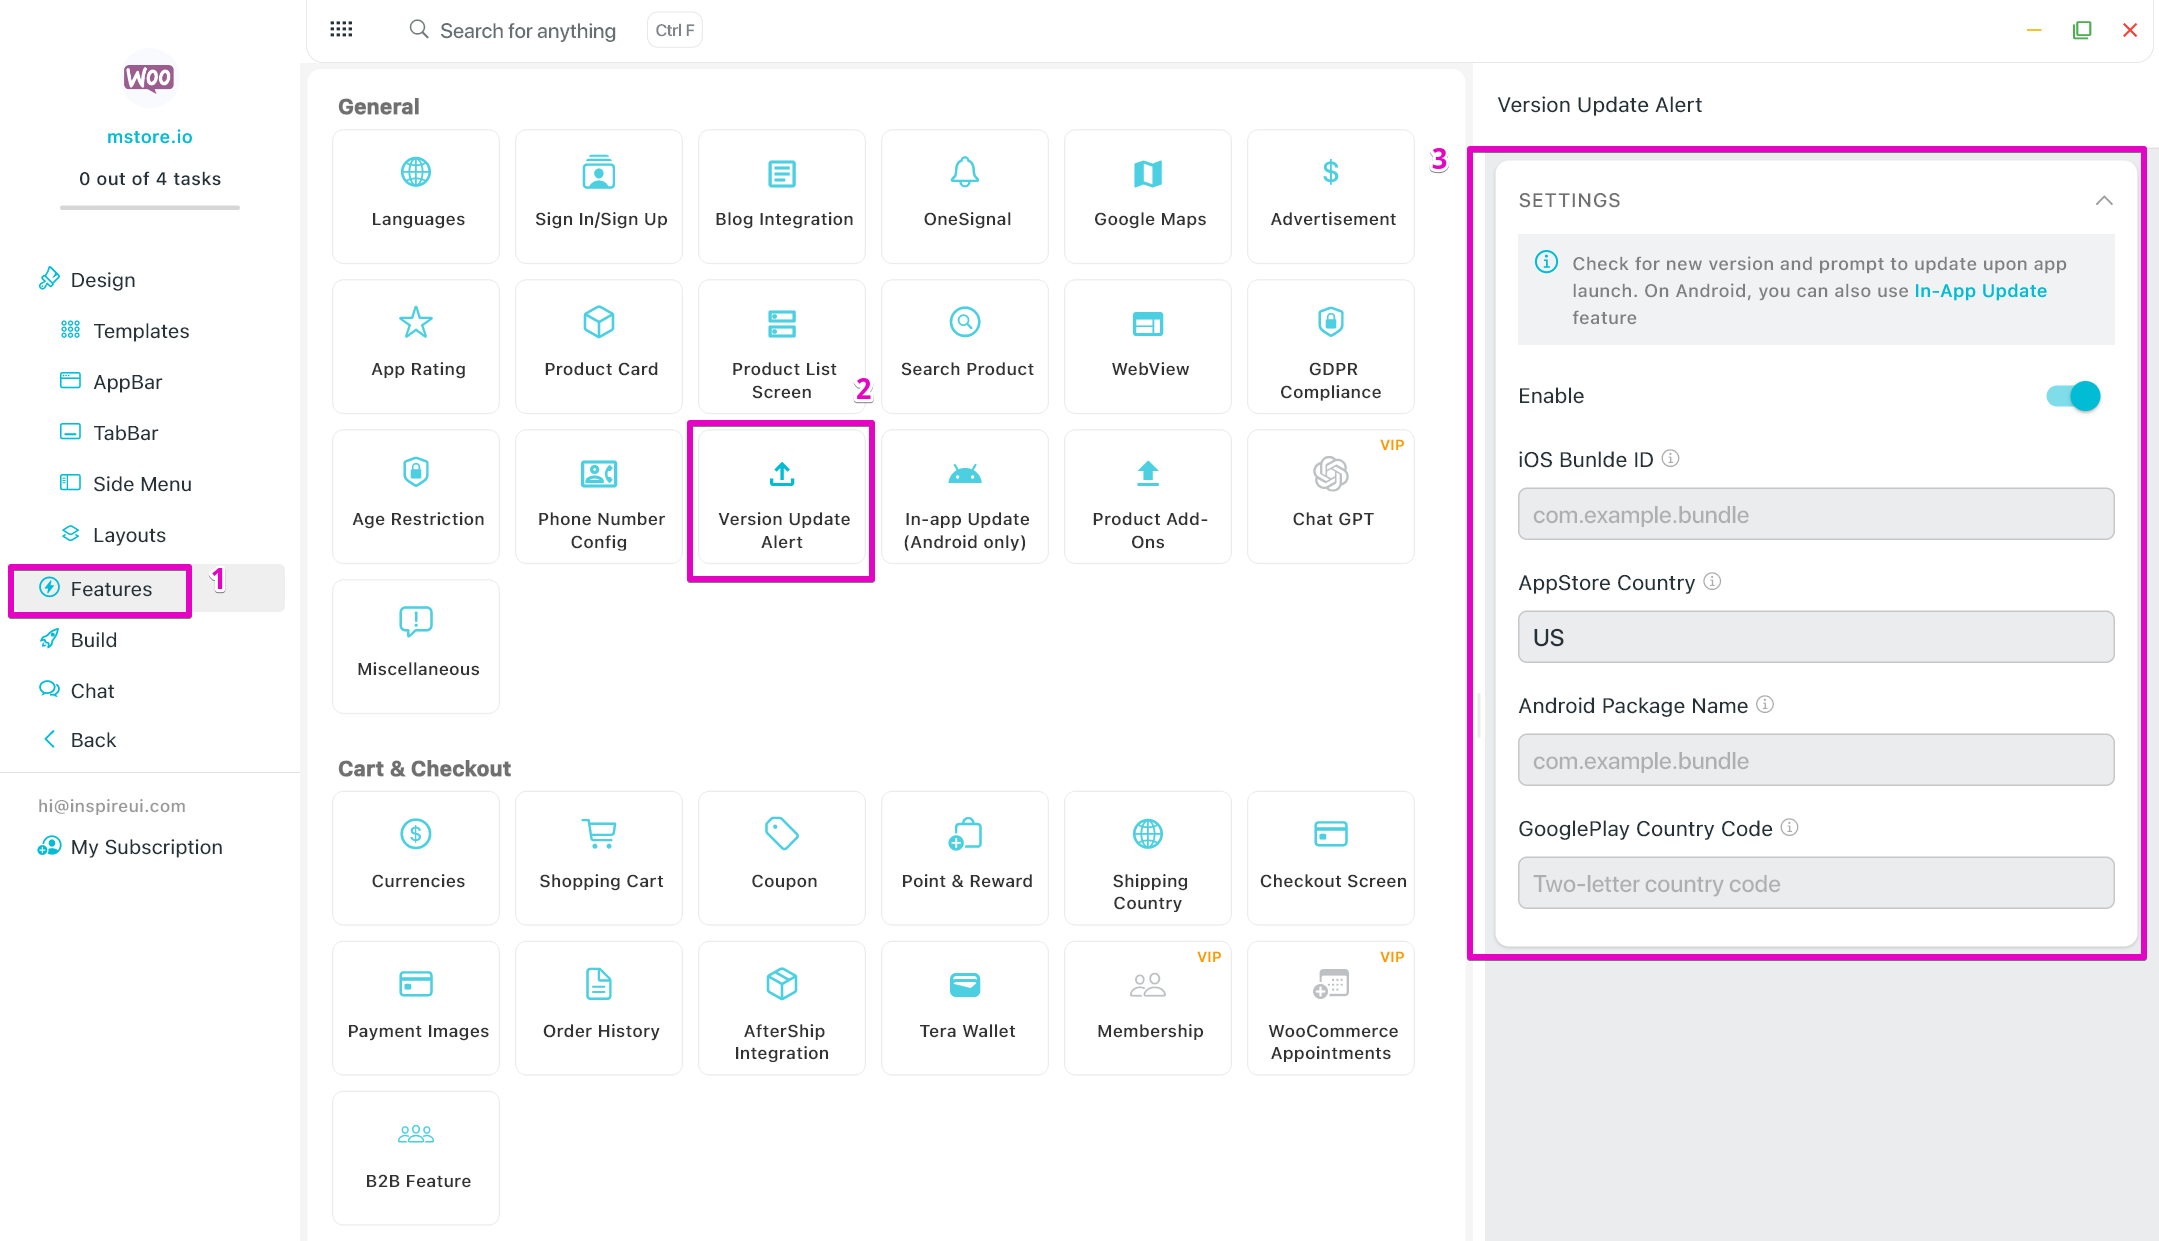 WOO
mstore.io
0 out of 4 tasks
Design
Templates
AppBar
TabBar
Side Menu
Layouts
Features
1
Build
Chat
Back
hi@inspireui.com
My Subscription
Search for anything
Ctrl F
General
Languages
Sign In/Sign Up
Blog Integration
OneSignal
Google Maps
Advertisement
App Rating
Product Card
Product List
Screen
2
Search Product
WebView
GDPR
Compliance
Age Restriction
Phone Number
Config
Version Update
Alert
In-app Update
(Android only)
Product Add-
Ons
VIP
Chat GPT
Miscellaneous
Cart & Checkout
Currencies
Shopping Cart
Coupon
Point & Reward
Shipping
Country
Checkout Screen
Payment Images
Order History
AfterShip
Integration
Tera Wallet
VIP
Membership
VIP
WooCommerce
Appointments
B2B Feature
Version Update Alert
3
SETTINGS
Check for new version and prompt to update upon app
launch. On Android, you can also use In-App Update
feature
Enable
iOS Bunlde ID
com.example.bundle
AppStore Country
US
Android Package Name
com.example.bundle
GooglePlay Country Code
Two-letter country code